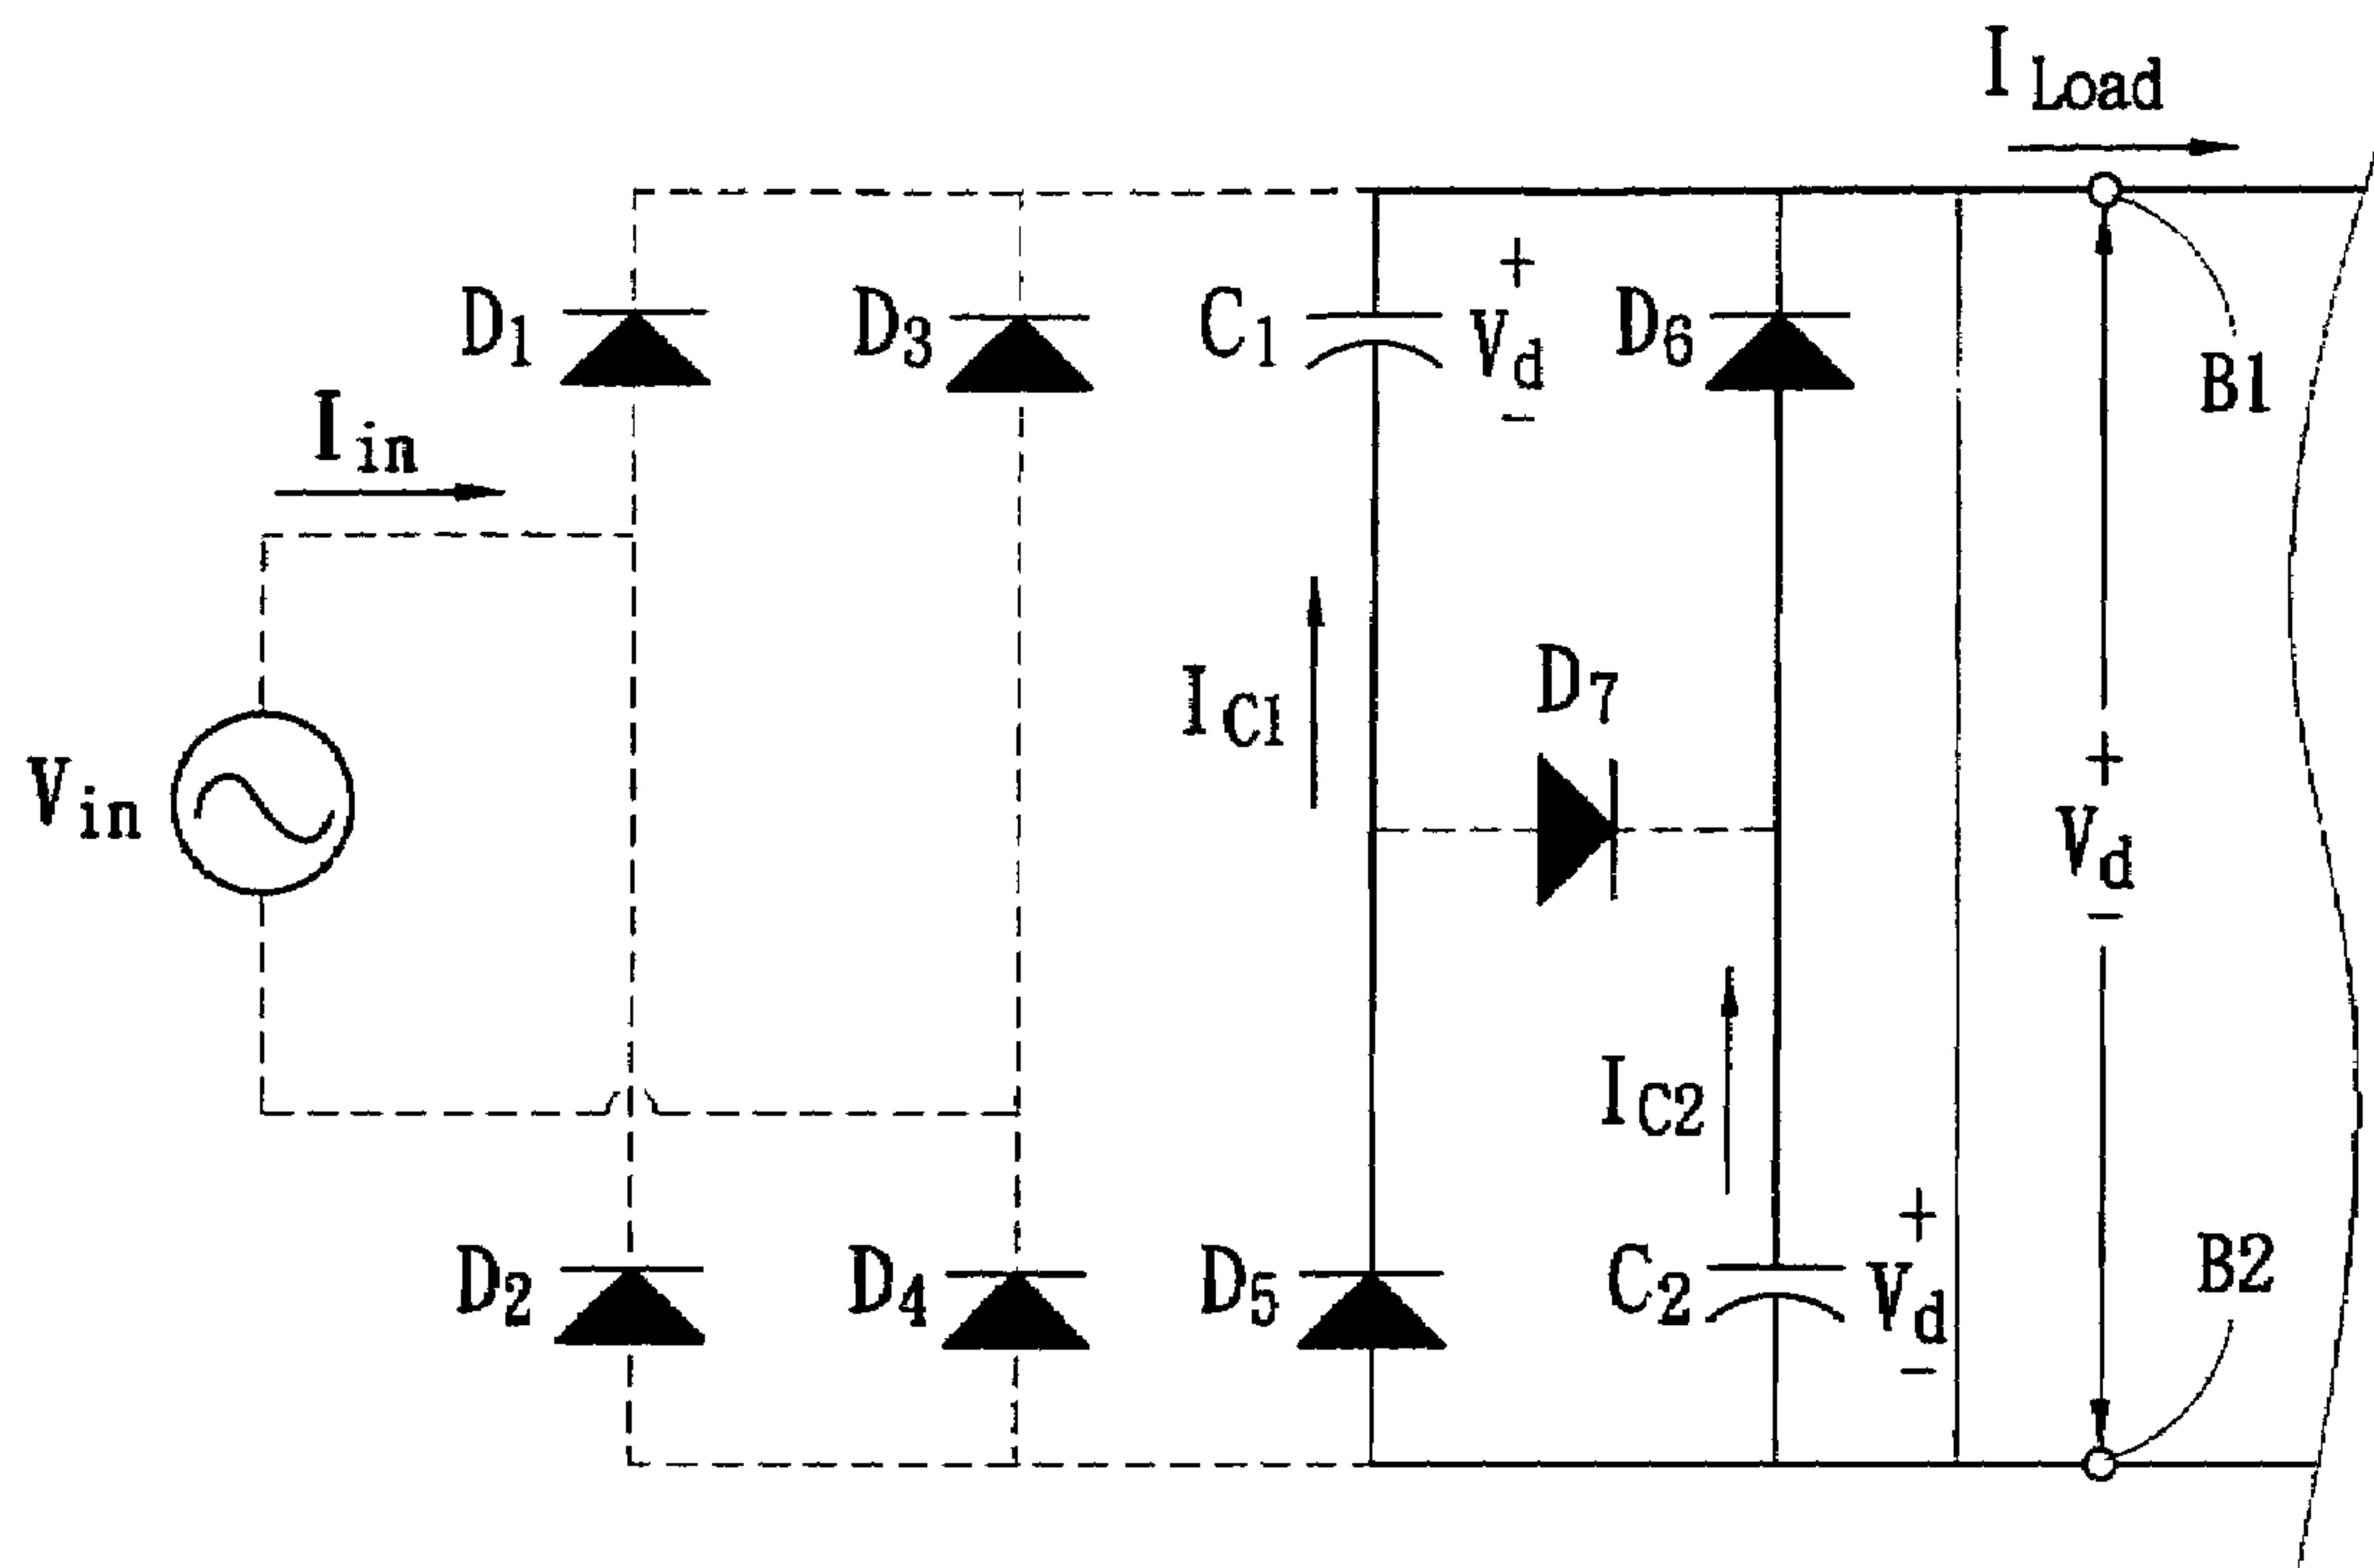 I Load
D1
D3
C1
+
Vd
−
D6
B1
Iin
IC1
D7
Vin
+
Vd
−
IC2
D2
D4
D5
C2
+
Vd
−
B2